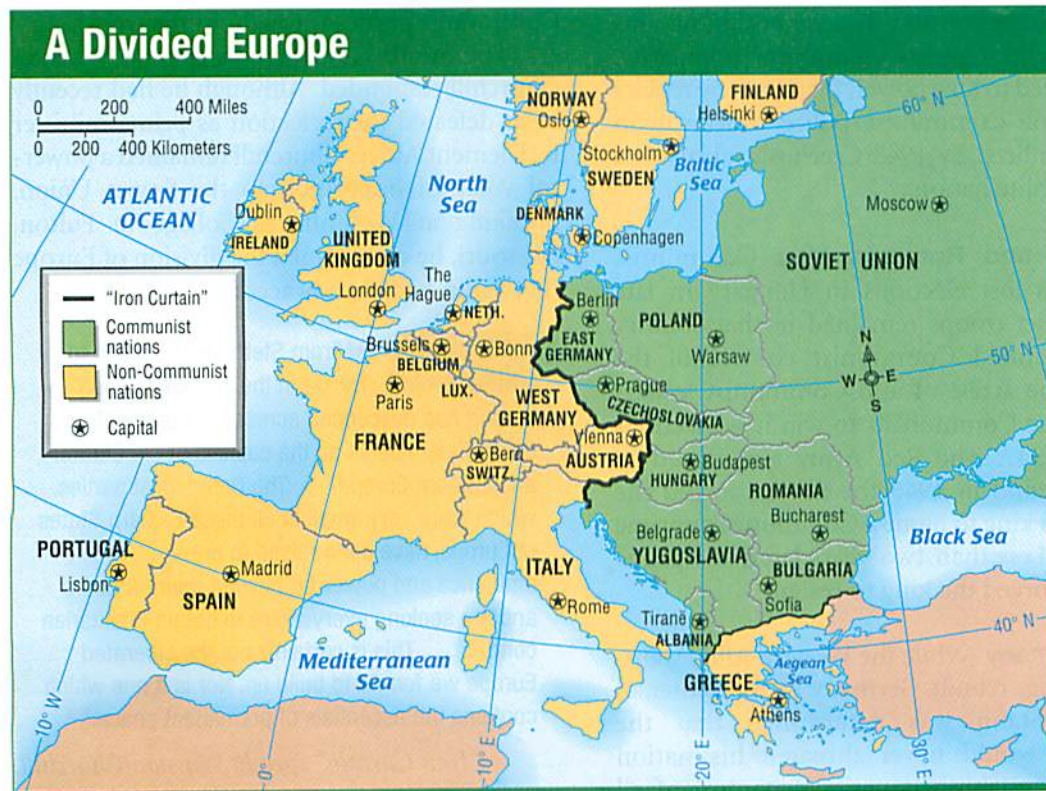 A Divided Europe
0 200 400 Miles
0 200 400 Kilometers
"Iron Curtain"
Communist
nations
Non-Communist
nations
Capital
ATLANTIC
OCEAN
North
Sea
Baltic
Sea
NORWAY
Oslo
FINLAND
Helsinki
60° N
Stockholm
SWEDEN
Moscow
DENMARK
Copenhagen
Dublin
IRELAND
UNITED
KINGDOM
London
The
Hague
NETH.
SOVIET UNION
Berlin
EAST
GERMANY
POLAND
Warsaw
N
W E
S
50° N
Brussels
BELGIUM
Bonn
LUX.
Paris
FRANCE
WEST
GERMANY
Prague
CZECHOSLOVAKIA
Vienna
AUSTRIA
Bern
SWITZ.
Budapest
HUNGARY
ROMANIA
Bucharest
Belgrade
YUGOSLAVIA
BULGARIA
Sofia
Black Sea
PORTUGAL
Lisbon
Madrid
SPAIN
ITALY
Rome
Tiranë
ALBANIA
40° N
Mediterranean
Sea
GREECE
Aegean
Sea
Athens
10° W
0°
10° E
20° E
30° E